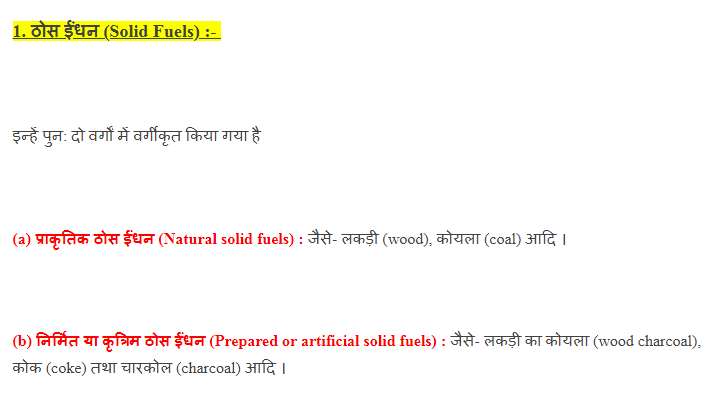 1. ठोस ईंधन (Solid Fuels) :-
इन्हें पुन: दो वर्गों में वर्गीकृत किया गया है
(a) प्राकृतिक ठोस ईंधन (Natural solid fuels) : जैसे- लकड़ी (wood), कोयला (coal) आदि ।
(b) निर्मित या कृत्रिम ठोस ईंधन (Prepared or artificial solid fuels) : जैसे- लकड़ी का कोयला (wood charcoal),
कोक (coke) तथा चारकोल (charcoal) आदि ।